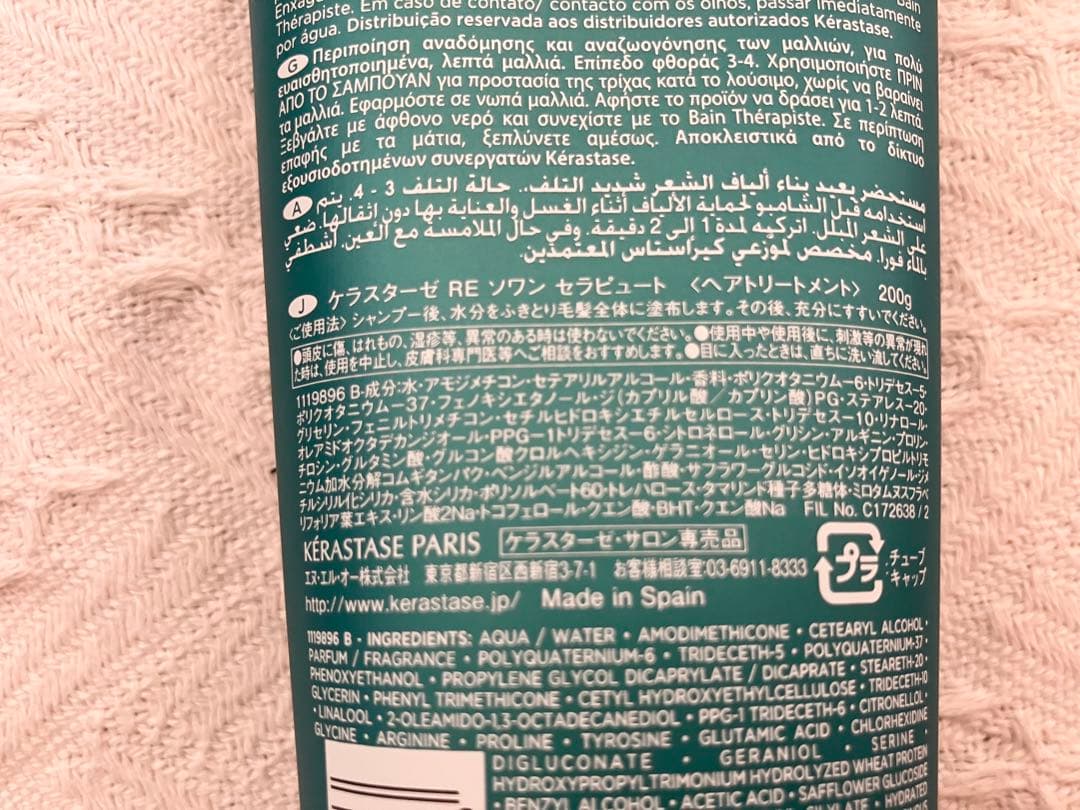 Enxaguar
Bain
Thérapiste. Em caso de contato/ contacto com os olhos, passar imediatamente
por água. Distribuição reservada aos distribuidores autorizados Kérastase.
G Περιποίηση αναδόμησης και αναζωογόνησης των μαλλιών, για πολύ
ευαισθητοποιημένα, λεπτά μαλλιά. Επίπεδο φθοράς 3-4. Χρησιμοποιήστε ΠΡΙΝ
ΑΠΟ ΤΟ ΣΑΜΠΟΥΑΝ για προστασία της τρίχας κατά το λούσιμο, χωρίς να βαραίνει
τα μαλλιά. Εφαρμόστε σε νωπά μαλλιά. Αφήστε το προϊόν να δράσει για 1-2 λεπτά.
Ξεβγάλτε με άφθονο νερό και συνεχίστε με το Bain Thérapiste. Σε περίπτωση
επαφής με τα μάτια, ξεπλύνετε αμέσως. Αποκλειστικά από το δίκτυο
εξουσιοδοτημένων συνεργατών Kérastase.
A مستحضر يعيد بناء ألياف الشعر شديد التلف.. حالة التلف 3 - 4. يتم
إستخدامه قبل الشامبو لحماية الألياف أثناء الغسل والعناية بها دون إثقالها. ضعي
على الشعر المبلل. اتركيه لمدة 1 الى 2 دقيقة. وفي حال الملامسة مع العين، أشطفي
بالماء فورا. مخصص لموزعي كيراستاس المعتمدين.
J ケラスターゼ RE ソワン セラピュート 〈ヘアトリートメント〉 200g
〈ご使用法〉シャンプー後、水分をふきとり毛髪全体に塗布します。その後、充分にすすいでください。
●頭皮に傷、はれもの、湿疹等、異常のある時は使わないでください。●使用中や使用後に、刺激等の異常が現れ
た時は、使用を中止し、皮膚科専門医等へご相談をおすすめします。●目に入ったときは、直ちに洗い流してください。
1119896 B-成分:水・アモジメチコン・セテアリルアルコール・香料・ポリクオタニウム-6・トリデセス-5・
ポリクオタニウム-37・フェノキシエタノール・ジ(カプリル酸/カプリン酸)PG・ステアレス-20・
グリセリン・フェニルトリメチコン・セチルヒドロキシエチルセルロース・トリデセス-10・リナロール・
オレアミドオクタデカンジオール・PPG-1トリデセス-6・シトロネロール・グリシン・アルギニン・プロリン・
チロシン・グルタミン酸・グルコン酸クロルヘキシジン・ゲラニオール・セリン・ヒドロキシプロピルトリモ
ニウム加水分解コムギタンパク・ベンジルアルコール・酢酸・サフラワーグルコシド・イソオイゲノール・ジメ
チルシリル化シリカ・含水シリカ・ポリソルベート60・トレハロース・タマリンド種子多糖体・ミロタムヌスフラベ
リフォリア葉エキス・リン酸2Na・トコフェロール・クエン酸・BHT・クエン酸Na FIL No. C172638 / 2
KÉRASTASE PARIS ケラスターゼ・サロン専売品
エヌ・エル・オー株式会社 東京都新宿区西新宿3-7-1 お客様相談室:03-6911-8333
プラ チューブ・キャップ
http://www.kerastase.jp/ Made in Spain
1119896 B • INGREDIENTS: AQUA / WATER • AMODIMETHICONE • CETEARYL ALCOHOL •
PARFUM / FRAGRANCE • POLYQUATERNIUM-6 • TRIDECETH-5 • POLYQUATERNIUM-37 •
PHENOXYETHANOL • PROPYLENE GLYCOL DICAPRYLATE / DICAPRATE • STEARETH-20 •
GLYCERIN • PHENYL TRIMETHICONE • CETYL HYDROXYETHYLCELLULOSE • TRIDECETH-10
• LINALOOL • 2-OLEAMIDO-1,3-OCTADECANEDIOL • PPG-1 TRIDECETH-6 • CITRONELLOL •
GLYCINE • ARGININE • PROLINE • TYROSINE • GLUTAMIC ACID • CHLORHEXIDINE
DIGLUCONATE • GERANIOL • SERINE •
HYDROXYPROPYLTRIMONIUM HYDROLYZED WHEAT PROTEIN
• BENZYL ALCOHOL • ACETIC ACID • SAFFLOWER GLUCOSIDE
HYDRATED